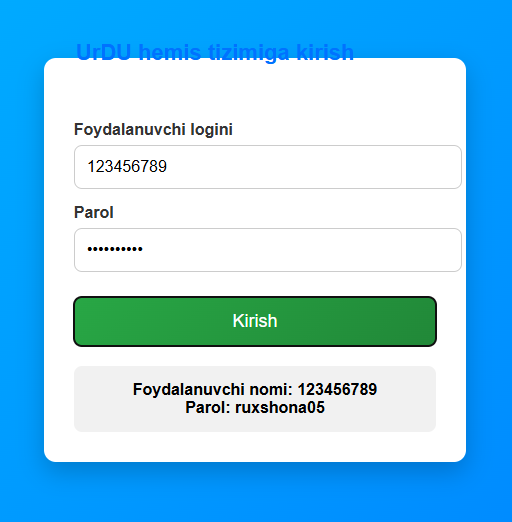 UrDU hemis tizimiga kirish
Foydalanuvchi logini
123456789
Parol
••••••••••
Kirish
Foydalanuvchi nomi: 123456789
Parol: ruxshona05